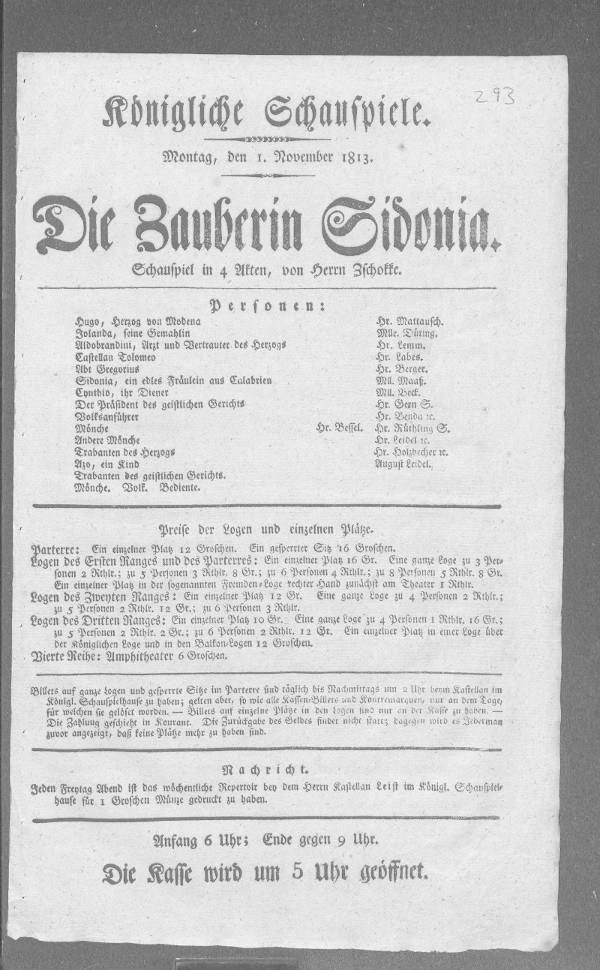 293
Königliche Schauspiele.
Montag, den 1. November 1813.
Die Zauberin Sidonia.
Schauspiel in 4 Akten, von Herrn Zschokke.
Personen:
Hugo, Herzog von Modena Hr. Mattausch.
Jolanda, seine Gemahlin Mlle. Düring.
Aldobrandini, Arzt und Vertrauter des Herzogs Hr. Lemm.
Castellan Tolomeo Hr. Labes.
Abt Gregorius Hr. Berger.
Sidonia, ein edles Fräulein aus Calabrien Mll. Maaß.
Cynthio, ihr Diener Mll. Beck.
Der Präsident des geistlichen Gerichts Hr. Gern S.
Volksanführer Hr. Benda ꝛc.
Mönche Hr. Bessel. Hr. Rüthling S.
Andere Mönche Hr. Leidel ꝛc.
Trabanten des Herzogs Hr. Holzbecher ꝛc.
Azo, ein Kind August Leidel.
Trabanten des geistlichen Gerichts.
Mönche. Volk. Bediente.
Preise der Logen und einzelnen Plätze.
Parterre: Ein einzelner Platz 12 Groschen. Ein gesperrter Sitz 16 Groschen.
Logen des Ersten Ranges und des Parterres: Ein einzelner Platz 16 Gr. Eine ganze Loge zu 3 Per-
sonen 2 Rthlr.; zu 5 Personen 3 Rthlr. 8 Gr.; zu 6 Personen 4 Rthlr.; zu 8 Personen 5 Rthlr. 8 Gr.
Ein einzelner Platz in der sogenannten Fremden-Loge rechter Hand zunächst am Theater 1 Rthlr.
Logen des Zweyten Ranges: Ein einzelner Platz 12 Gr. Eine ganze Loge zu 4 Personen 2 Rthlr.;
zu 5 Personen 2 Rthlr. 12 Gr.; zu 6 Personen 3 Rthlr.
Logen des Dritten Ranges: Ein einzelner Platz 10 Gr. Eine ganze Loge zu 4 Personen 1 Rthlr. 16 Gr.;
zu 5 Personen 2 Rthlr. 2 Gr.; zu 6 Personen 2 Rthlr. 12 Gr. Ein einzelner Platz in einer Loge über
der Königlichen Loge und in den Balkon-Logen 12 Groschen.
Vierte Reihe: Amphitheater 6 Groschen.
Billets auf ganze Logen und gesperrte Sitze im Parterre sind täglich bis Nachmittags um 2 Uhr beym Kastellan im
Königl. Schauspielhause zu haben; gelten aber, so wie alle Kassen-Billets und Kontremarquen, nur an dem Tage,
für welchen sie gelöset worden. — Billets auf einzelne Plätze in den Logen sind nur an der Kasse zu haben. —
Die Zahlung geschieht in Kourant. Die Zurückgabe des Geldes findet nicht statt; dagegen wird es Jederman
zuvor angezeigt, daß keine Plätze mehr zu haben sind.
Nachricht.
Jeden Freytag Abend ist das wöchentliche Repertoir bey dem Herrn Kastellan Leist im Königl. Schauspiel-
hause für 1 Groschen Münze gedruckt zu haben.
Anfang 6 Uhr; Ende gegen 9 Uhr.
Die Kasse wird um 5 Uhr geöffnet.